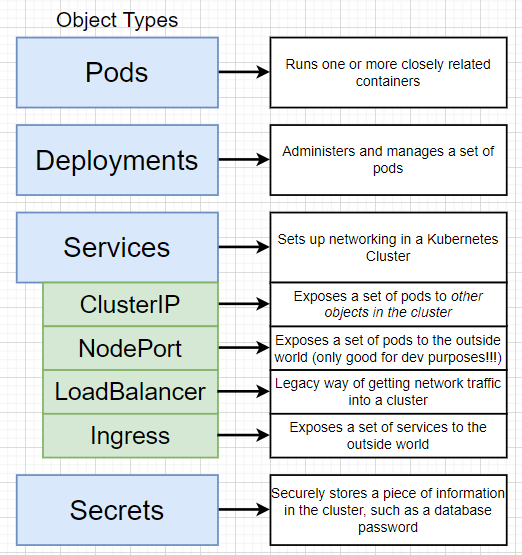 Object Types
Pods
Runs one or more closely related
containers
Deployments
Administers and manages a set of
pods
Services
Sets up networking in a Kubernetes
Cluster
ClusterIP
Exposes a set of pods to other
objects in the cluster
NodePort
Exposes a set of pods to the outside
world (only good for dev purposes!!!)
LoadBalancer
Legacy way of getting network traffic
into a cluster
Ingress
Exposes a set of services to the
outside world
Secrets
Securely stores a piece of information
in the cluster, such as a database
password